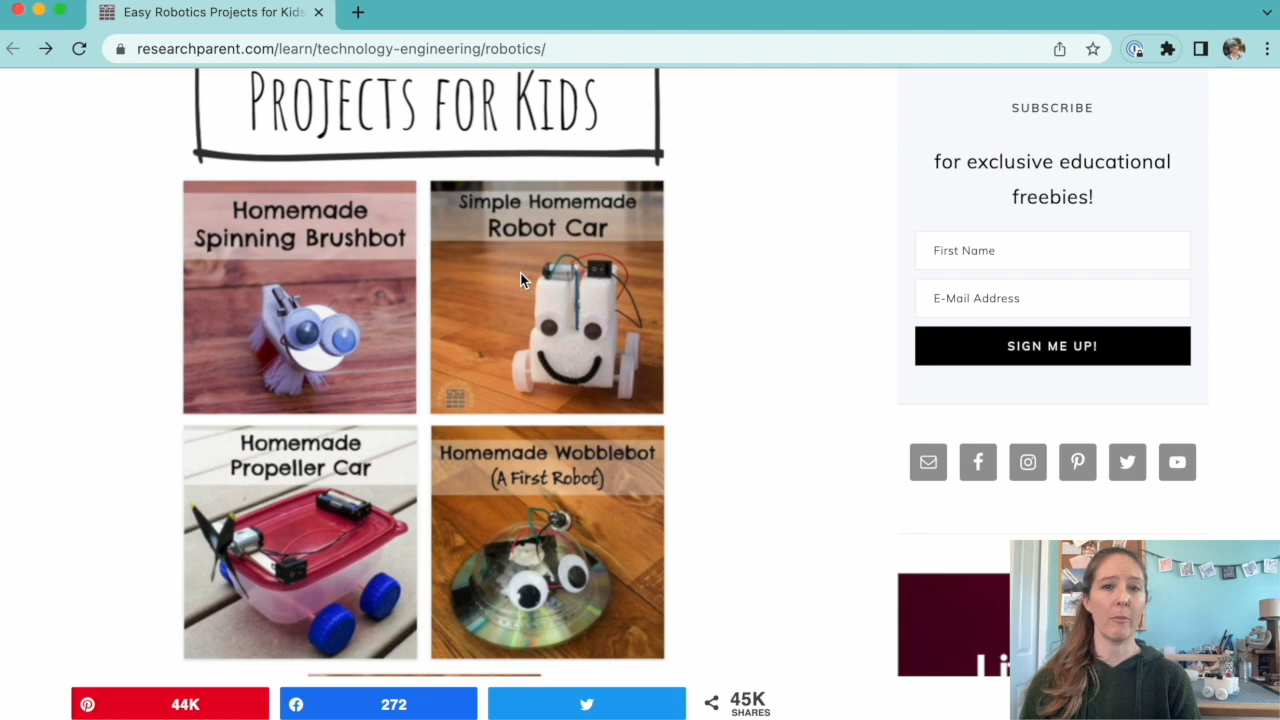 Easy Robotics Projects for Kids
researchparent.com/learn/technology-engineering/robotics/
PROJECTS FOR KIDS
Homemade
Spinning Brushbot
Simple Homemade
Robot Car
Homemade
Propeller Car
Homemade Wobblebot
(A First Robot)
SUBSCRIBE
for exclusive educational
freebies!
First Name
E-Mail Address
SIGN ME UP!
44K
272
45K
SHARES